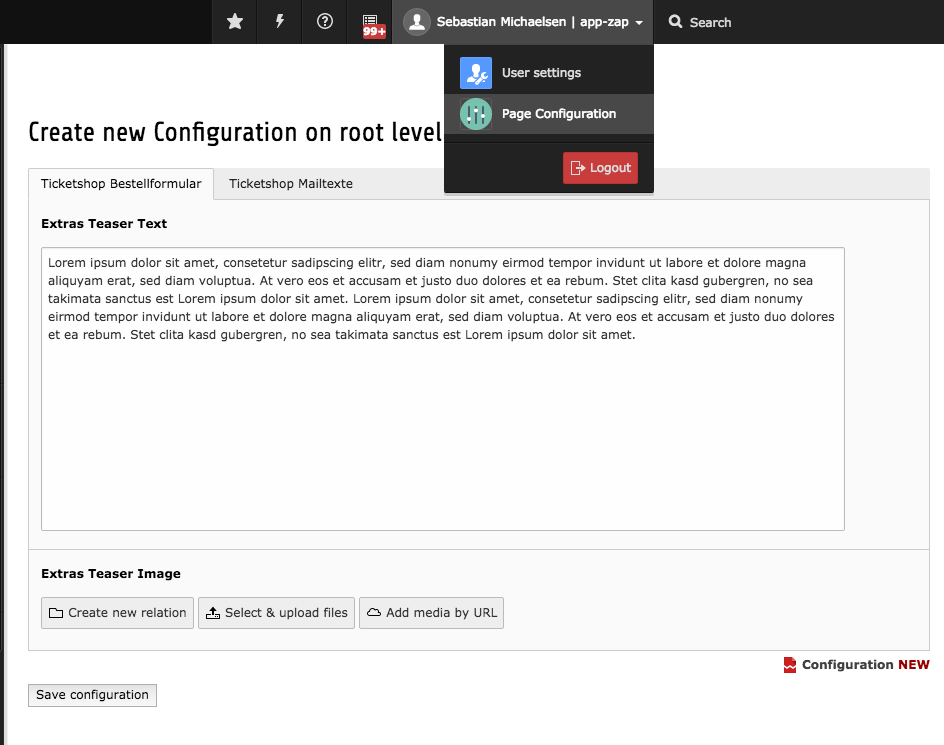 99+
Sebastian Michaelsen | app-zap
Search
User settings
Page Configuration
Logout
Create new Configuration on root level
Ticketshop Bestellformular
Ticketshop Mailtexte
Extras Teaser Text
Lorem ipsum dolor sit amet, consetetur sadipscing elitr, sed diam nonumy eirmod tempor invidunt ut labore et dolore magna
aliquyam erat, sed diam voluptua. At vero eos et accusam et justo duo dolores et ea rebum. Stet clita kasd gubergren, no sea
takimata sanctus est Lorem ipsum dolor sit amet. Lorem ipsum dolor sit amet, consetetur sadipscing elitr, sed diam nonumy
eirmod tempor invidunt ut labore et dolore magna aliquyam erat, sed diam voluptua. At vero eos et accusam et justo duo dolores
et ea rebum. Stet clita kasd gubergren, no sea takimata sanctus est Lorem ipsum dolor sit amet.
Extras Teaser Image
Create new relation
Select & upload files
Add media by URL
Configuration NEW
Save configuration